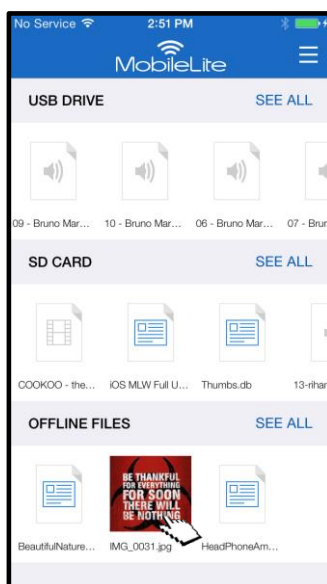 No Service 2:51 PM
MobileLite
USB DRIVE SEE ALL
09 - Bruno Mar... 10 - Bruno Mar... 06 - Bruno Mar... 07 - Brun
SD CARD SEE ALL
COOKOO - the... iOS MLW Full U... Thumbs.db 13-rihan
OFFLINE FILES SEE ALL
BE THANKFUL
FOR EVERYTHING
FOR SOON
THERE WILL
BE NOTHING
BeautifulNature... IMG_0031.jpg HeadPhoneAm...